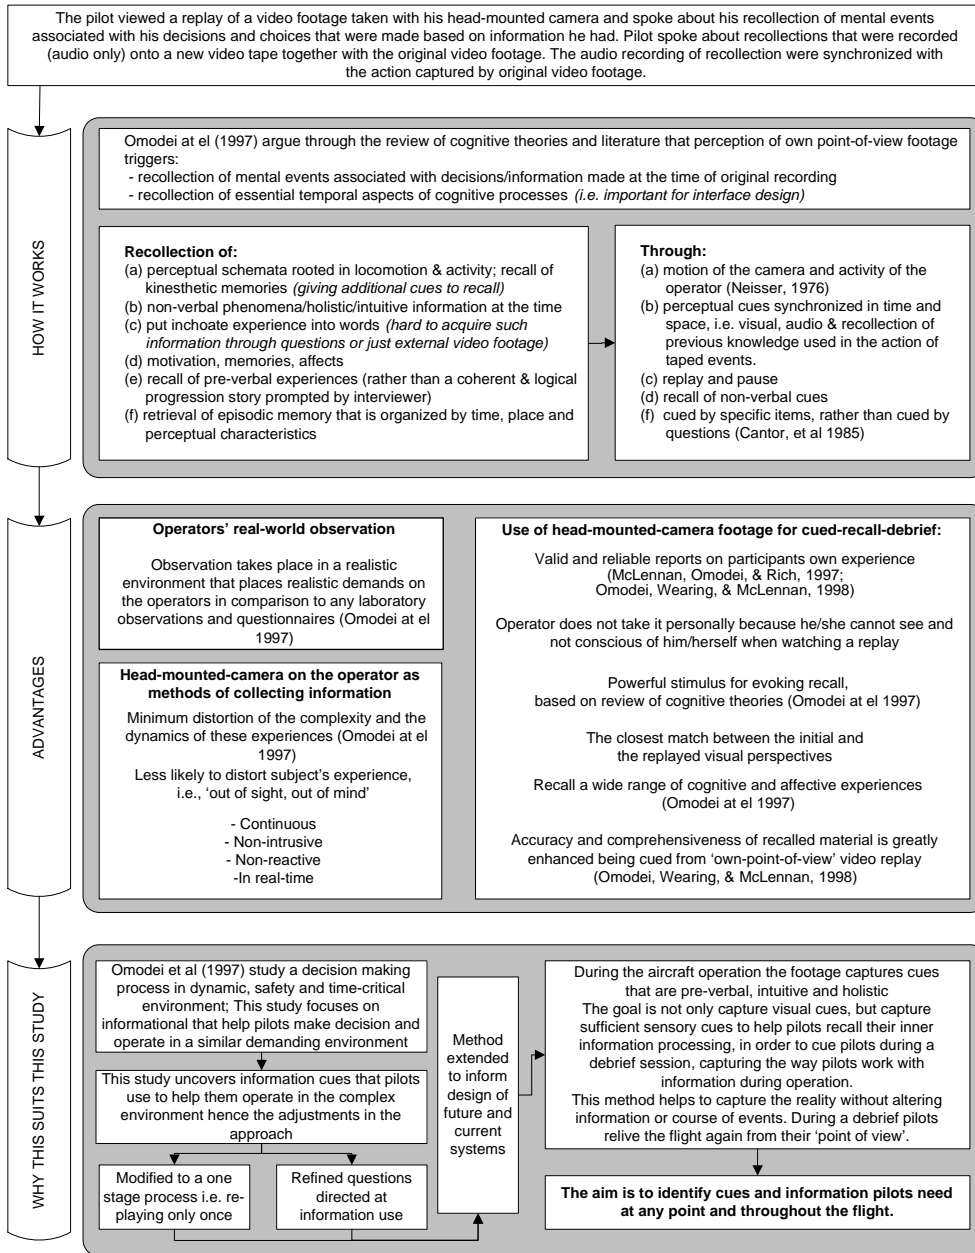 The pilot viewed a replay of a video footage taken with his head-mounted camera and spoke about his recollection of mental events
associated with his decisions and choices that were made based on information he had. Pilot spoke about recollections that were recorded
(audio only) onto a new video tape together with the original video footage. The audio recording of recollection were synchronized with
the action captured by original video footage.
HOW IT WORKS
Omodei at el (1997) argue through the review of cognitive theories and literature that perception of own point-of-view footage
triggers:
- recollection of mental events associated with decisions/information made at the time of original recording
- recollection of essential temporal aspects of cognitive processes (i.e. important for interface design)
Recollection of:
(a) perceptual schemata rooted in locomotion & activity; recall of
kinesthetic memories (giving additional cues to recall)
(b) non-verbal phenomena/holistic/intuitive information at the time
(c) put inchoate experience into words (hard to acquire such
information through questions or just external video footage)
(d) motivation, memories, affects
(e) recall of pre-verbal experiences (rather than a coherent & logical
progression story prompted by interviewer)
(f) retrieval of episodic memory that is organized by time, place and
perceptual characteristics
Through:
(a) motion of the camera and activity of the
operator (Neisser, 1976)
(b) perceptual cues synchronized in time and
space, i.e. visual, audio & recollection of
previous knowledge used in the action of
taped events.
(c) replay and pause
(d) recall of non-verbal cues
(f) cued by specific items, rather than cued by
questions (Cantor, et al 1985)
ADVANTAGES
Operators' real-world observation
Observation takes place in a realistic
environment that places realistic demands on
the operators in comparison to any laboratory
observations and questionnaires (Omodei at el
1997)
Head-mounted-camera on the operator as
methods of collecting information
Minimum distortion of the complexity and the
dynamics of these experiences (Omodei at el
1997)
Less likely to distort subject's experience,
i.e., 'out of sight, out of mind'
- Continuous
- Non-intrusive
- Non-reactive
-In real-time
Use of head-mounted-camera footage for cued-recall-debrief:
Valid and reliable reports on participants own experience
(McLennan, Omodei, & Rich, 1997;
Omodei, Wearing, & McLennan, 1998)
Operator does not take it personally because he/she cannot see and
not conscious of him/herself when watching a replay
Powerful stimulus for evoking recall,
based on review of cognitive theories (Omodei at el 1997)
The closest match between the initial and
the replayed visual perspectives
Recall a wide range of cognitive and affective experiences
(Omodei at el 1997)
Accuracy and comprehensiveness of recalled material is greatly
enhanced being cued from 'own-point-of-view' video replay
(Omodei, Wearing, & McLennan, 1998)
WHY THIS SUITS THIS STUDY
Omodei et al (1997) study a decision making
process in dynamic, safety and time-critical
environment; This study focuses on
informational that help pilots make decision and
operate in a similar demanding environment
This study uncovers information cues that pilots
use to help them operate in the complex
environment hence the adjustments in the
approach
Modified to a one
stage process i.e. re-
playing only once
Refined questions
directed at
information use
Method
extended
to inform
design of
future and
current
systems
During the aircraft operation the footage captures cues
that are pre-verbal, intuitive and holistic
The goal is not only capture visual cues, but capture
sufficient sensory cues to help pilots recall their inner
information processing, in order to cue pilots during a
debrief session, capturing the way pilots work with
information during operation.
This method helps to capture the reality without altering
information or course of events. During a debrief pilots
relive the flight again from their 'point of view'.
The aim is to identify cues and information pilots need
at any point and throughout the flight.